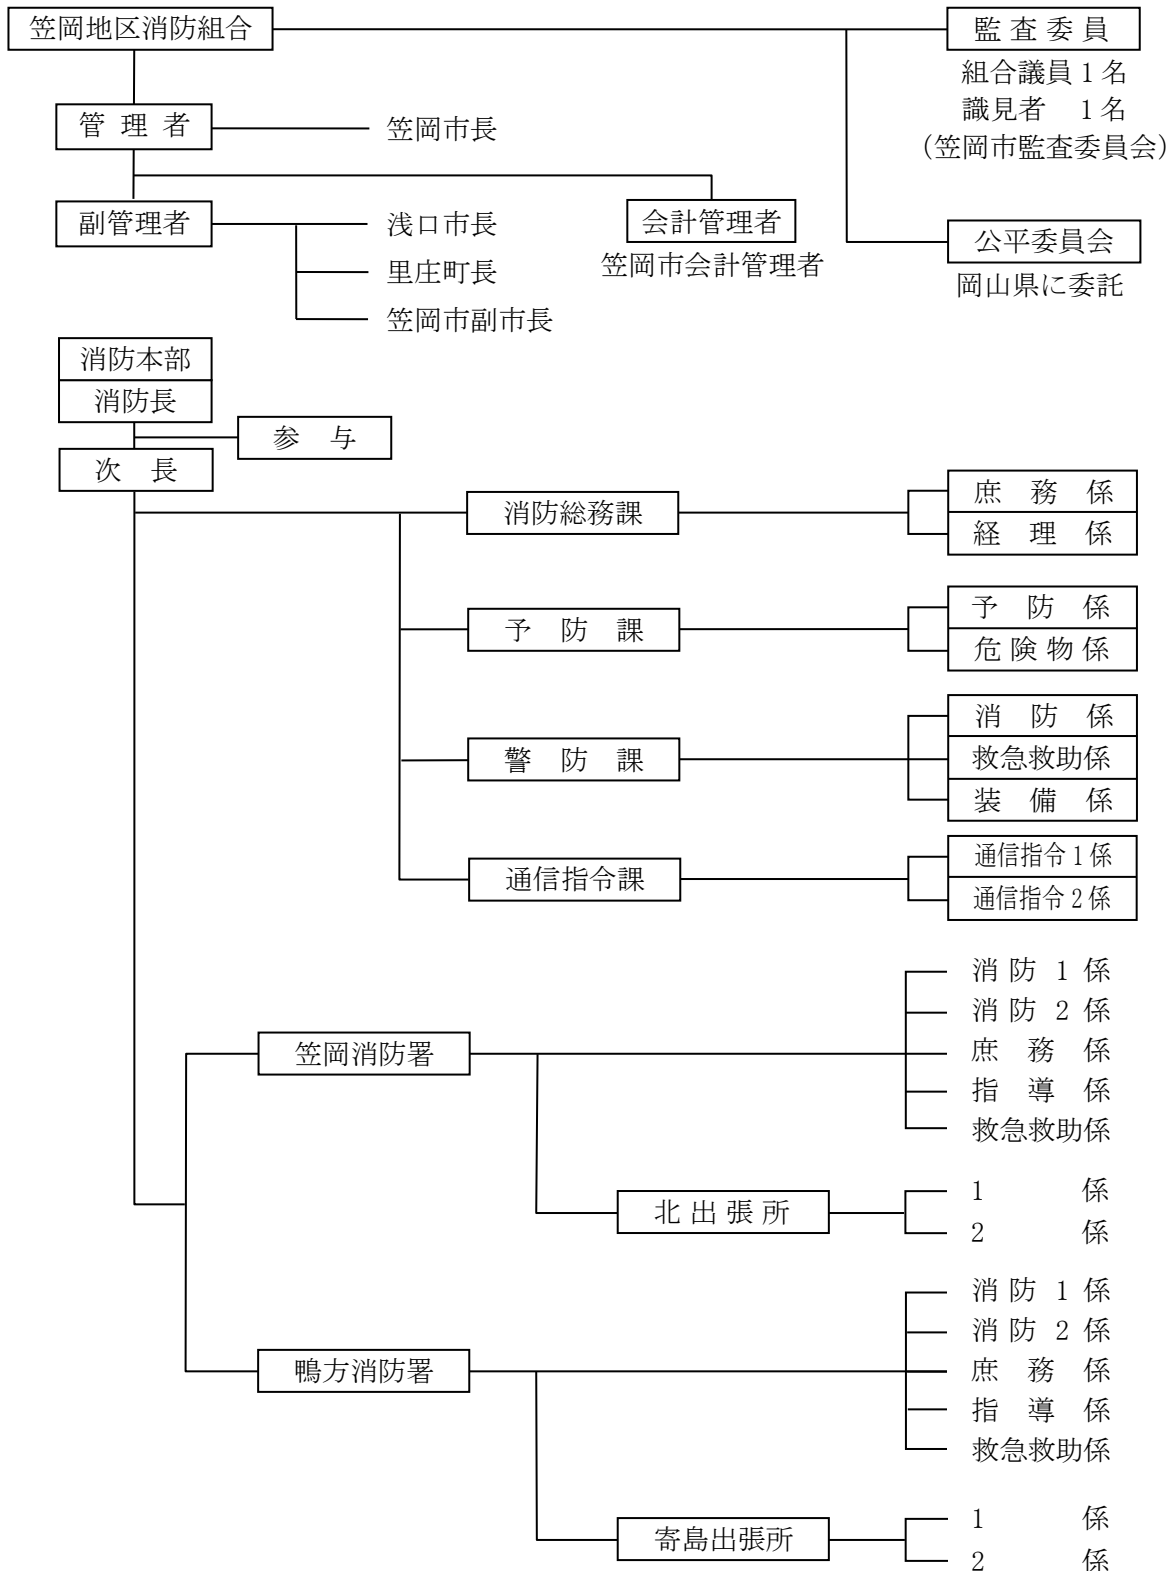 笠岡地区消防組合
監査委員
組合議員1名
識見者 1名
(笠岡市監査委員会)
管理者
笠岡市長
副管理者
浅口市長
里庄町長
笠岡市副市長
会計管理者
笠岡市会計管理者
公平委員会
岡山県に委託
消防本部
消防長
参 与
次 長
消防総務課
庶 務 係
経 理 係
予 防 課
予 防 係
危険物係
警 防 課
消 防 係
救急救助係
装 備 係
通信指令課
通信指令1係
通信指令2係
笠岡消防署
消防 1 係
消防 2 係
庶 務 係
指 導 係
救急救助係
北出張所
1 係
2 係
鴨方消防署
消防 1 係
消防 2 係
庶 務 係
指 導 係
救急救助係
寄島出張所
1 係
2 係